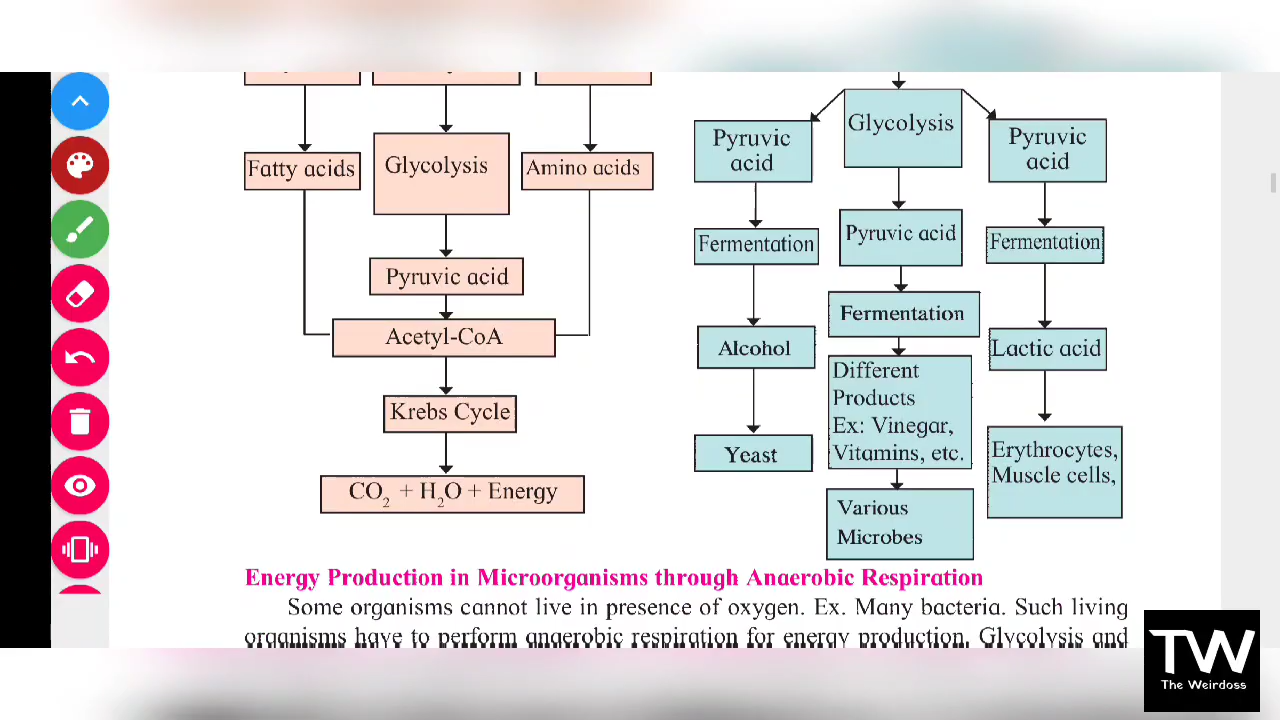 Fatty acids
Glycolysis
Amino acids
Pyruvic acid
Acetyl-CoA
Krebs Cycle
CO2 + H2O + Energy
Glycolysis
Pyruvic
acid
Fermentation
Alcohol
Yeast
Pyruvic acid
Fermentation
Different
Products
Ex: Vinegar,
Vitamins, etc.
Various
Microbes
Pyruvic
acid
Fermentation
Lactic acid
Erythrocytes,
Muscle cells,
Energy Production in Microorganisms through Anaerobic Respiration
Some organisms cannot live in presence of oxygen. Ex. Many bacteria. Such living
organisms have to perform anaerobic respiration for energy production. Glycolysis and
TW
The Weirdoss